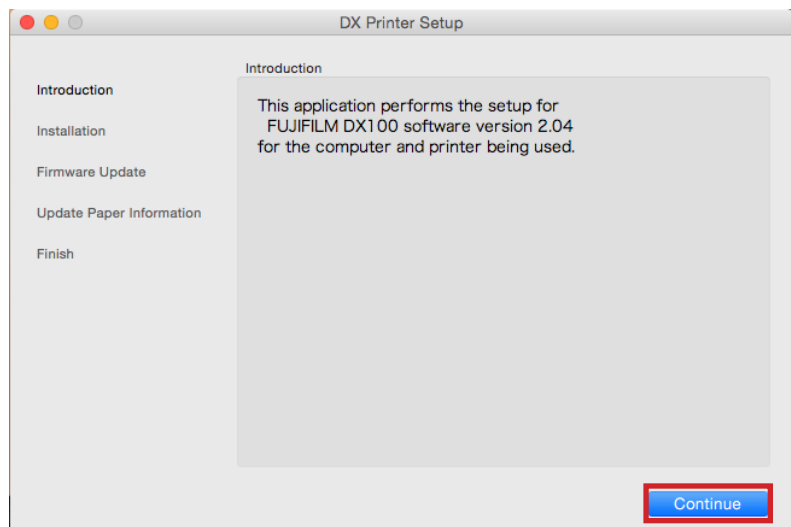 DX Printer Setup
Introduction
Installation
Firmware Update
Update Paper Information
Finish
Introduction
This application performs the setup for
FUJIFILM DX100 software version 2.04
for the computer and printer being used.
Continue